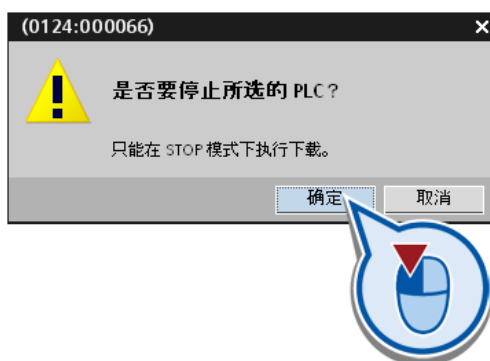 (0124:000066)
是否要停止所选的 PLC？
只能在 STOP 模式下执行下载。
确定
取消